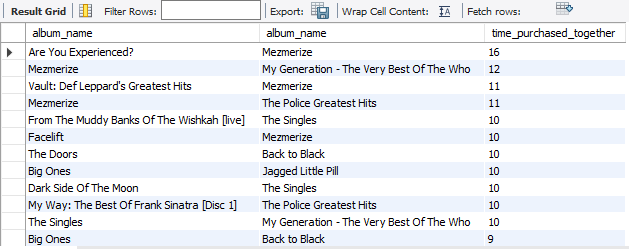 Result Grid Filter Rows: Export: Wrap Cell Content: Fetch rows:
album_name album_name time_purchased_together
Are You Experienced? Mezmerize 16
Mezmerize My Generation - The Very Best Of The Who 12
Vault: Def Leppard's Greatest Hits Mezmerize 11
Mezmerize The Police Greatest Hits 11
From The Muddy Banks Of The Wishkah [live] The Singles 10
Facelift Mezmerize 10
The Doors Back to Black 10
Big Ones Jagged Little Pill 10
Dark Side Of The Moon The Singles 10
My Way: The Best Of Frank Sinatra [Disc 1] The Police Greatest Hits 10
The Singles My Generation - The Very Best Of The Who 10
Big Ones Back to Black 9